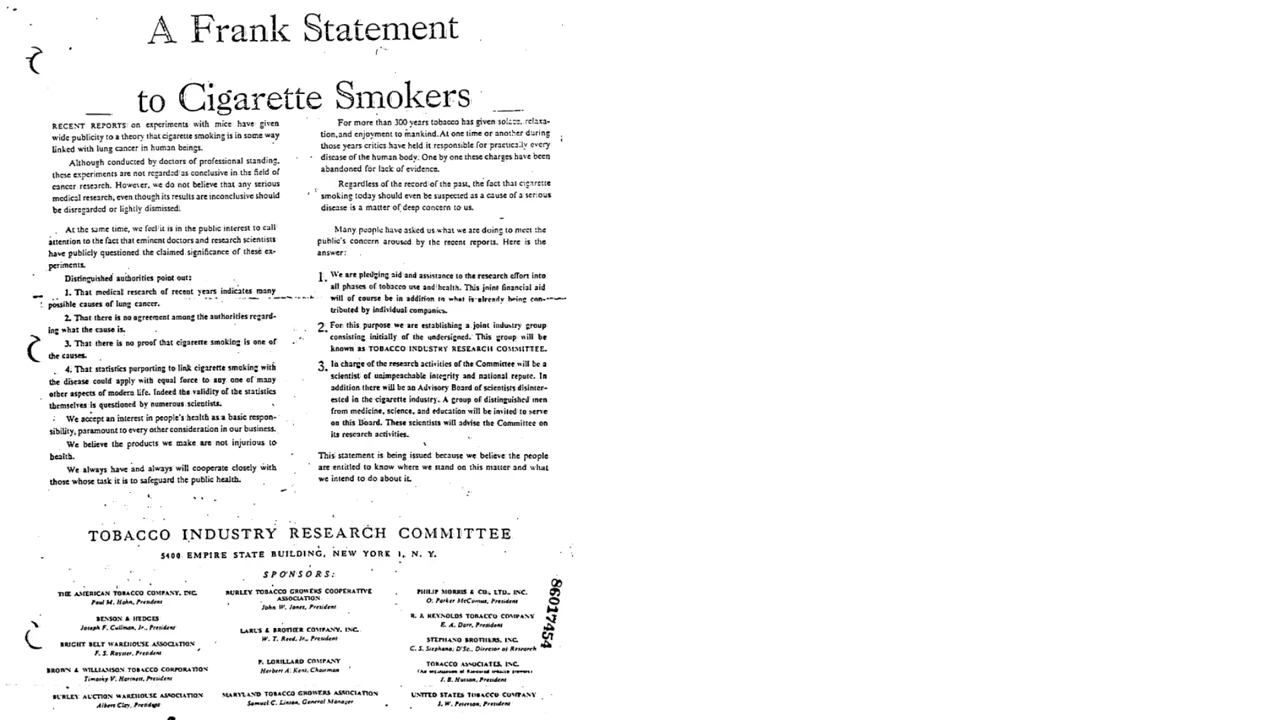 A Frank Statement
to Cigarette Smokers
RECENT REPORTS on experiments with mice have given
wide publicity to a theory that cigarette smoking is in some way
linked with lung cancer in human beings.
Although conducted by doctors of professional standing,
these experiments are not regarded as conclusive in the field of
cancer research. However, we do not believe that any serious
medical research, even though its results are inconclusive should
be disregarded or lightly dismissed.
At the same time, we feel it is in the public interest to call
attention to the fact that eminent doctors and research scientists
have publicly questioned the claimed significance of these ex-
periments.
Distinguished authorities point out:
1. That medical research of recent years indicates many
possible causes of lung cancer.
2. That there is no agreement among the authorities regard-
ing what the cause is.
3. That there is no proof that cigarette smoking is one of
the causes.
4. That statistics purporting to link cigarette smoking with
the disease could apply with equal force to any one of many
other aspects of modern life. Indeed the validity of the statistics
themselves is questioned by numerous scientists.
We accept an interest in people's health as a basic respon-
sibility, paramount to every other consideration in our business.
We believe the products we make are not injurious to
health.
We always have and always will cooperate closely with
those whose task it is to safeguard the public health.
For more than 300 years tobacco has given solace, relaxa-
tion, and enjoyment to mankind. At one time or another during
those years critics have held it responsible for practically every
disease of the human body. One by one these charges have been
abandoned for lack of evidence.
Regardless of the record of the past, the fact that cigarette
smoking today should even be suspected as a cause of a serious
disease is a matter of deep concern to us.
Many people have asked us what we are doing to meet the
public's concern aroused by the recent reports. Here is the
answer:
1. We are pledging aid and assistance to the research effort into
all phases of tobacco use and health. This joint financial aid
will of course be in addition to what is already being con-
tributed by individual companies.
2. For this purpose we are establishing a joint industry group
consisting initially of the undersigned. This group will be
known as TOBACCO INDUSTRY RESEARCH COMMITTEE.
3. In charge of the research activities of the Committee will be a
scientist of unimpeachable integrity and national repute. In
addition there will be an Advisory Board of scientists disinter-
ested in the cigarette industry. A group of distinguished men
from medicine, science, and education will be invited to serve
on this Board. These scientists will advise the Committee on
its research activities.
This statement is being issued because we believe the people
are entitled to know where we stand on this matter and what
we intend to do about it.
TOBACCO INDUSTRY RESEARCH COMMITTEE
5400 EMPIRE STATE BUILDING, NEW YORK 1, N. Y.
SPONSORS:
THE AMERICAN TOBACCO COMPANY, INC.
Paul M. Hahn, President
BENSON & HEDGES
Joseph F. Cullman, Jr., President
BRIGHT BELT WAREHOUSE ASSOCIATION
F. S. Royster, President
BROWN & WILLIAMSON TOBACCO CORPORATION
Timothy V. Hartnett, President
BURLEY AUCTION WAREHOUSE ASSOCIATION
Albert Clay, President
BURLEY TOBACCO GROWERS COOPERATIVE
ASSOCIATION
John W. Jones, President
LARUS & BROTHER COMPANY, INC.
W. T. Reed, Jr., President
P. LORILLARD COMPANY
Herbert A. Kent, Chairman
MARYLAND TOBACCO GROWERS ASSOCIATION
Samuel C. Linton, General Manager
PHILIP MORRIS & CO., LTD., INC.
O. Parker McComas, President
R. J. REYNOLDS TOBACCO COMPANY
E. A. Darr, President
STEPHANO BROTHERS, INC.
C. S. Stephano, D'Sc., Director of Research
TOBACCO ASSOCIATES, INC.
J. B. Hutson, President
UNITED STATES TOBACCO COMPANY
J. W. Peterson, President
86017454